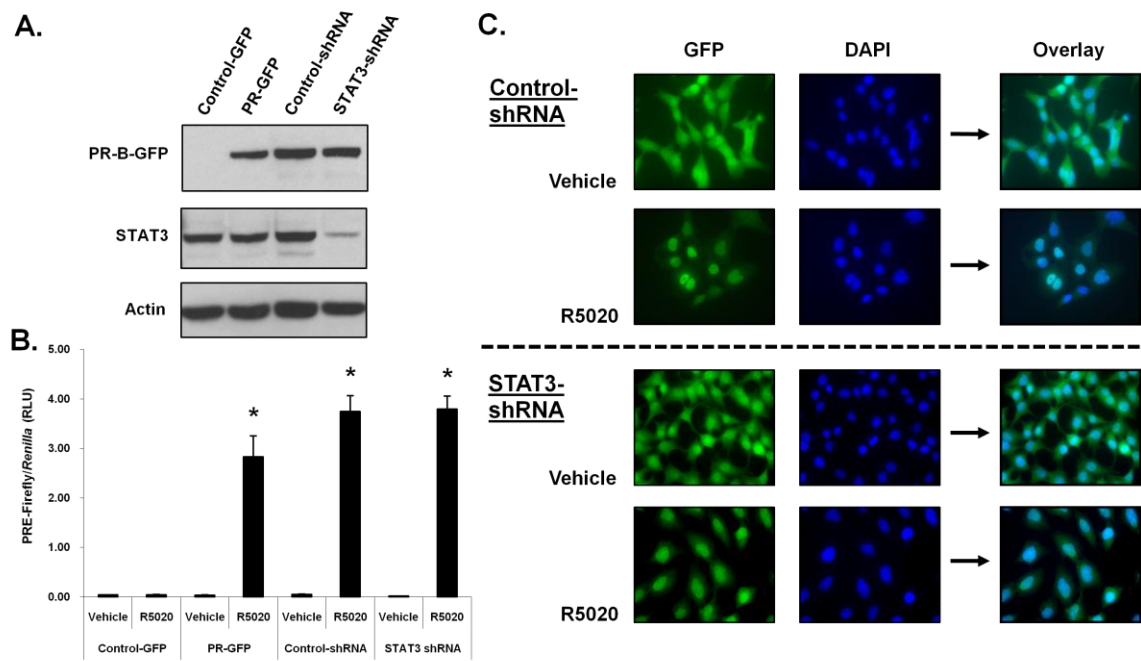 A.
Control-GFP
PR-GFP
Control-shRNA
STAT3-shRNA
PR-B-GFP
STAT3
Actin
B.
PRE-Firefly/Renilla (RLU)
5.00
4.00
3.00
2.00
1.00
0.00
*
*
*
Vehicle R5020 Vehicle R5020 Vehicle R5020 Vehicle R5020
Control-GFP PR-GFP Control-shRNA STAT3 shRNA
C.
GFP DAPI Overlay
Control-
shRNA
Vehicle
R5020
STAT3-
shRNA
Vehicle
R5020